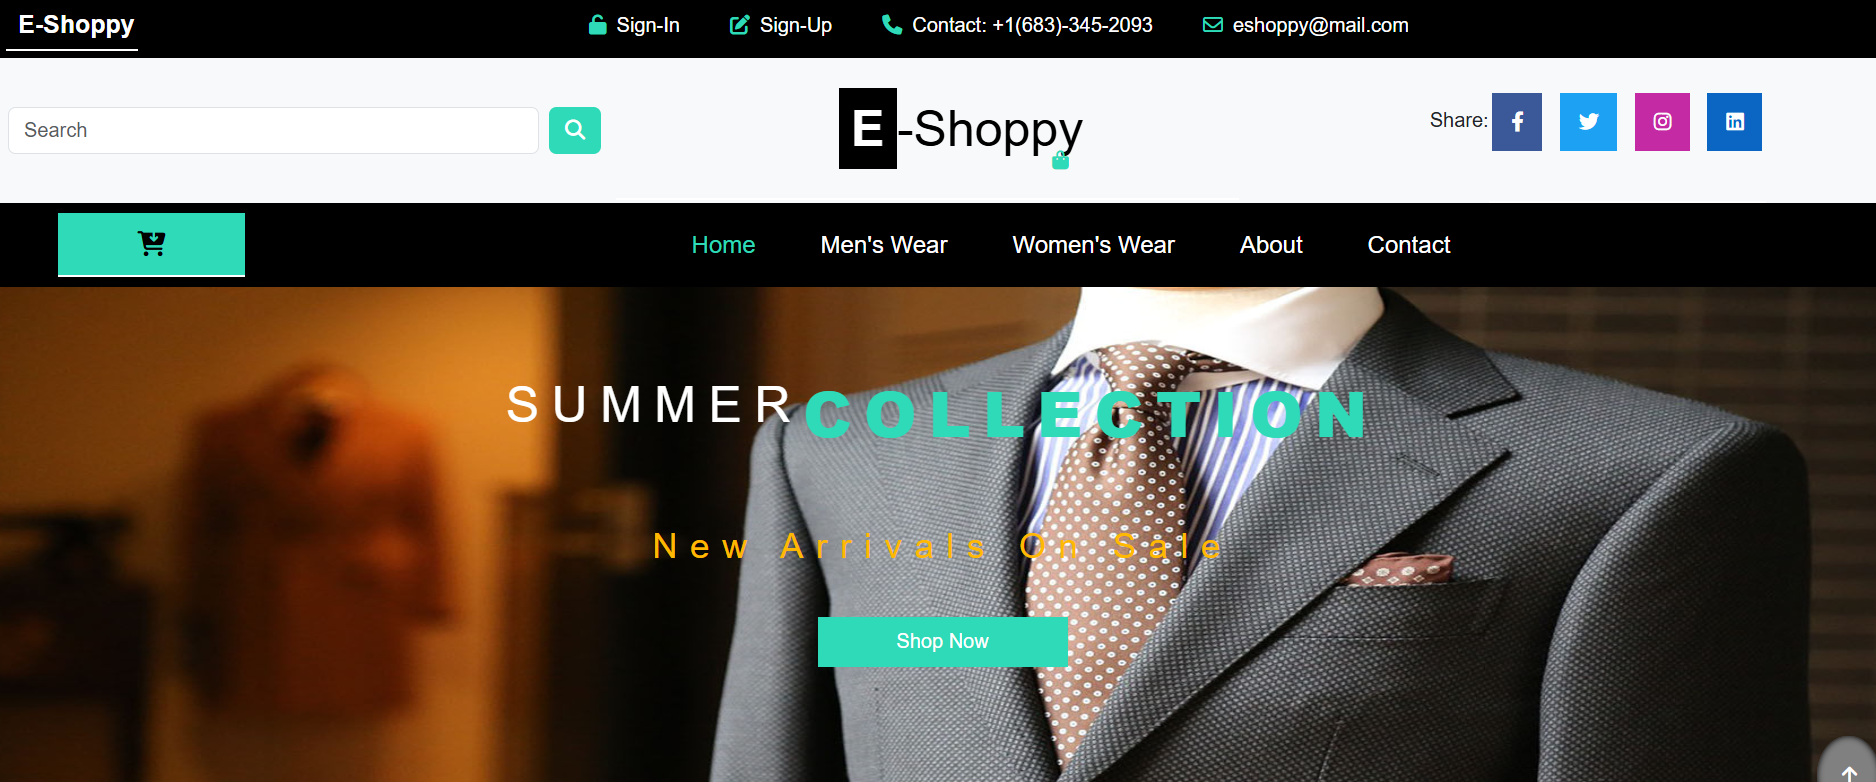 E-Shoppy
Sign-In
Sign-Up
Contact: +1(683)-345-2093
eshoppy@mail.com
Search
E-Shoppy
Share:
Home
Men's Wear
Women's Wear
About
Contact
SUMMER COLLECTION
New Arrivals On Sale
Shop Now